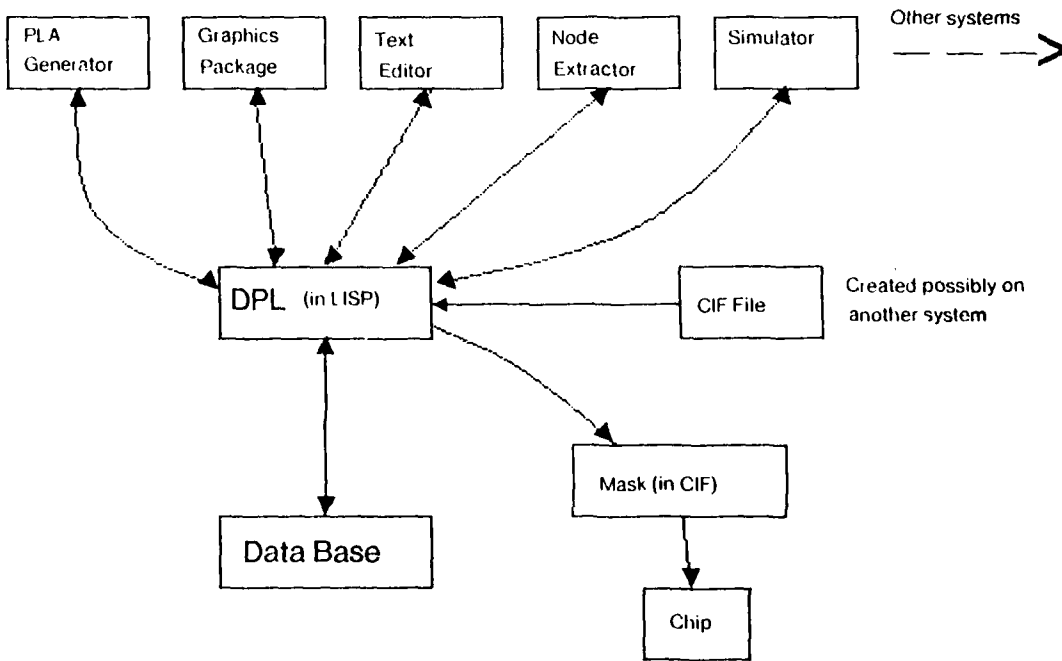 PLA
Generator
Graphics
Package
Text
Editor
Node
Extractor
Simulator
Other systems
DPL (in LISP)
CIF File
Created possibly on
another system
Mask (in CIF)
Data Base
Chip